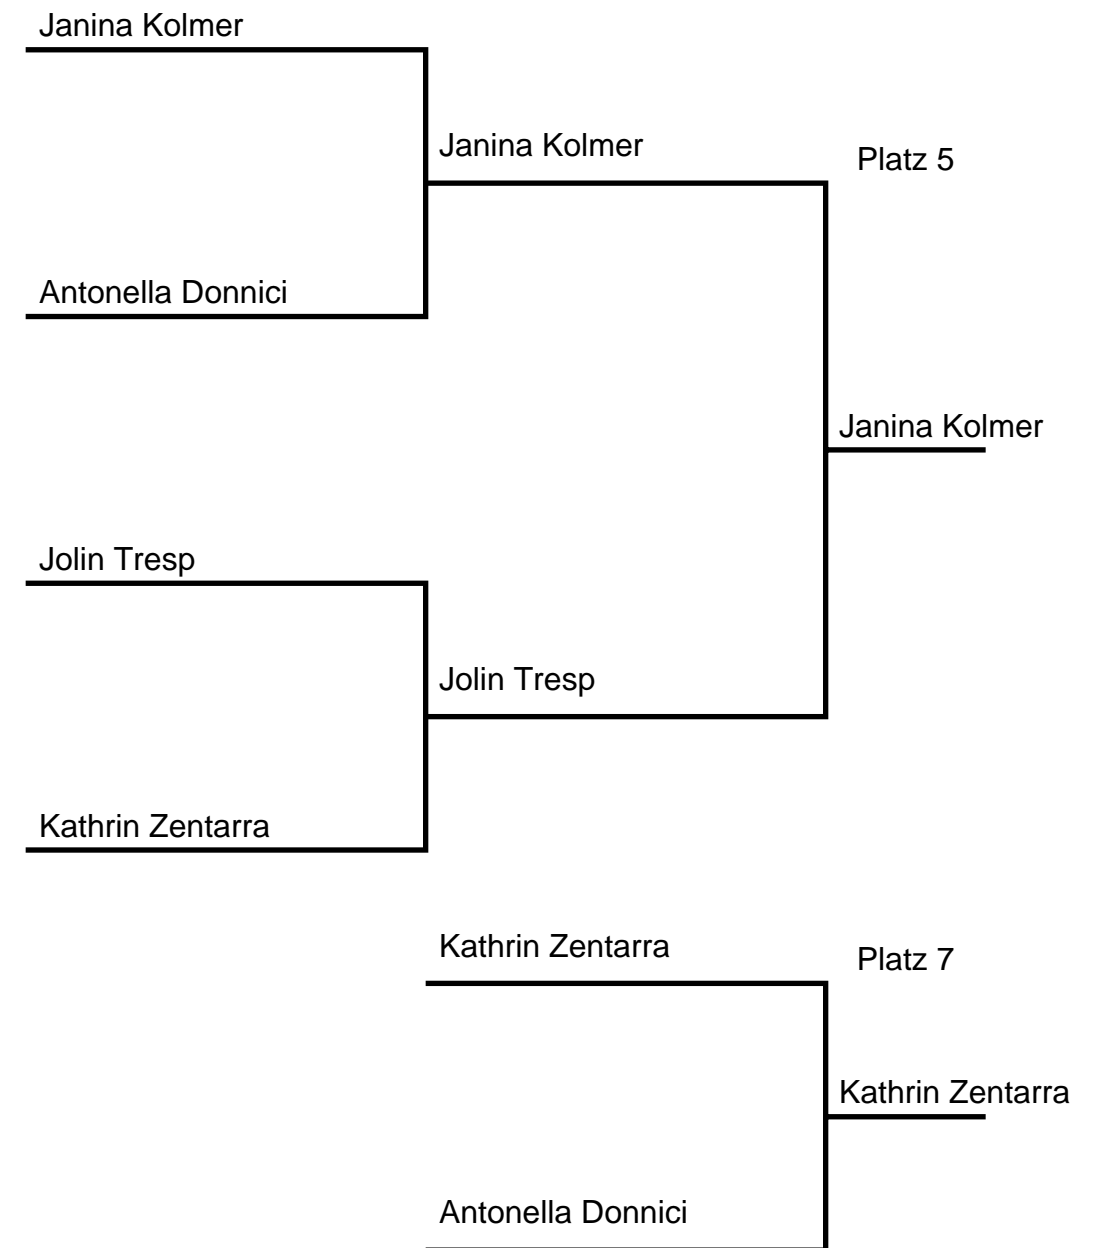 Janina Kolmer
Janina Kolmer
Platz 5
Antonella Donnici
Janina Kolmer
Jolin Tresp
Jolin Tresp
Kathrin Zentarra
Kathrin Zentarra
Platz 7
Kathrin Zentarra
Antonella Donnici